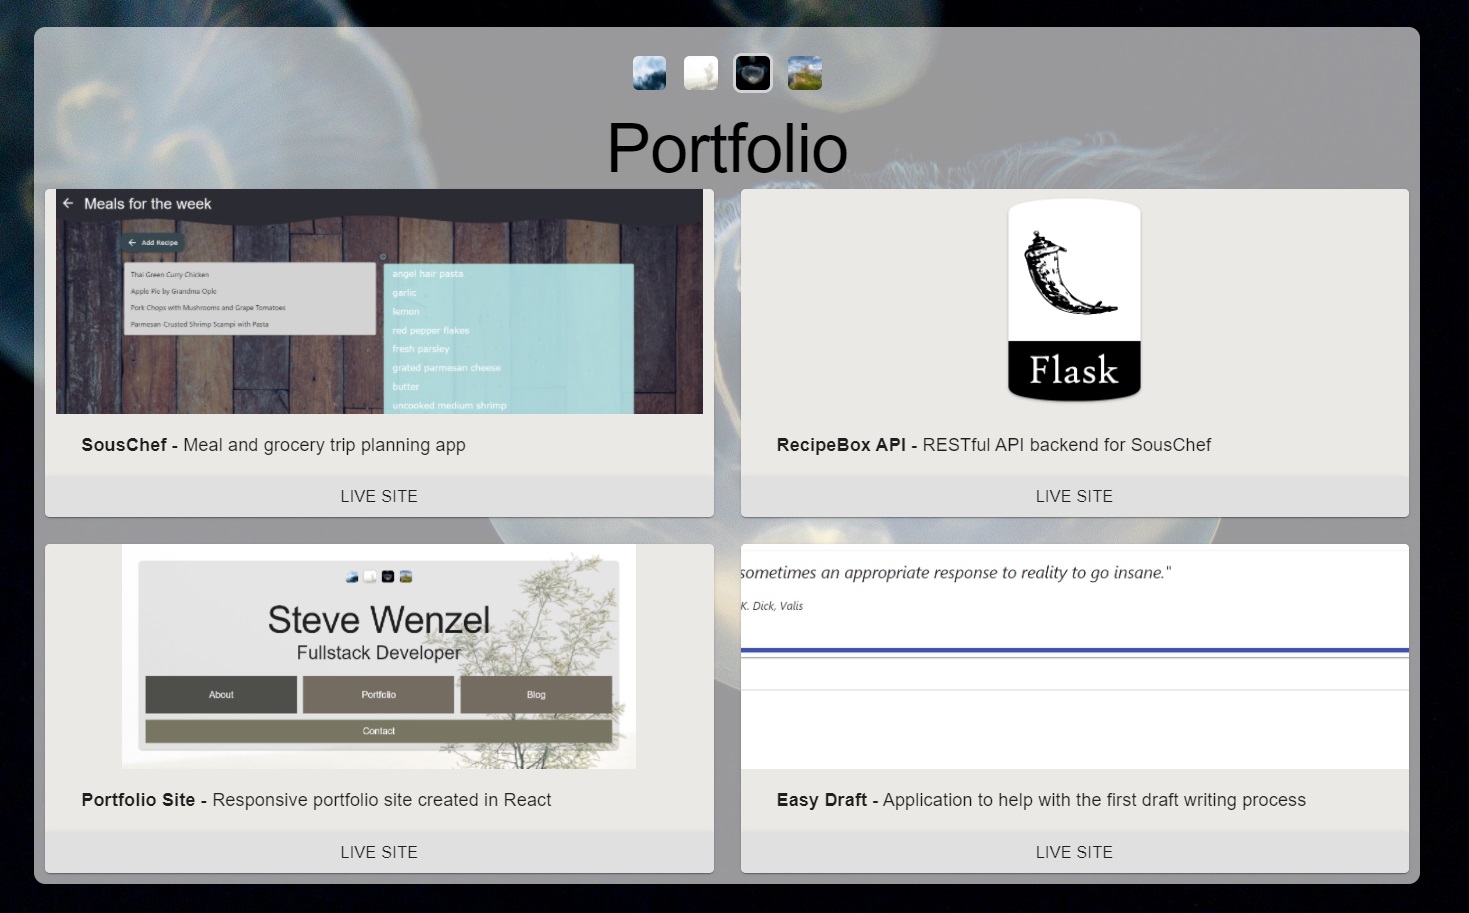 Portfolio
Meals for the week
Add Recipe
Thai Green Curry Chicken
Apple Pie by Grandma Ople
Pork Chops with Mushrooms and Grape Tomatoes
Parmesan-Crusted Shrimp Scampi with Pasta
angel hair pasta
garlic
lemon
red pepper flakes
fresh parsley
grated parmesan cheese
butter
uncooked medium shrimp
SousChef - Meal and grocery trip planning app
LIVE SITE
Flask
RecipeBox API - RESTful API backend for SousChef
LIVE SITE
Steve Wenzel
Fullstack Developer
About Portfolio Blog
Contact
Portfolio Site - Responsive portfolio site created in React
LIVE SITE
sometimes an appropriate response to reality to go insane."
K. Dick, Valis
Easy Draft - Application to help with the first draft writing process
LIVE SITE